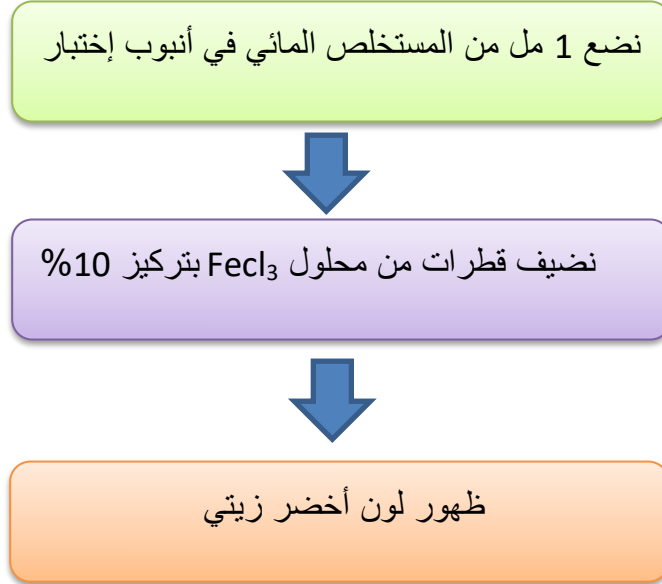 نضع 1 مل من المستخلص المائي في أنبوب إختبار
نضيف قطرات من محلول Fecl₃ بتركيز 10%
ظهور لون أخضر زيتي